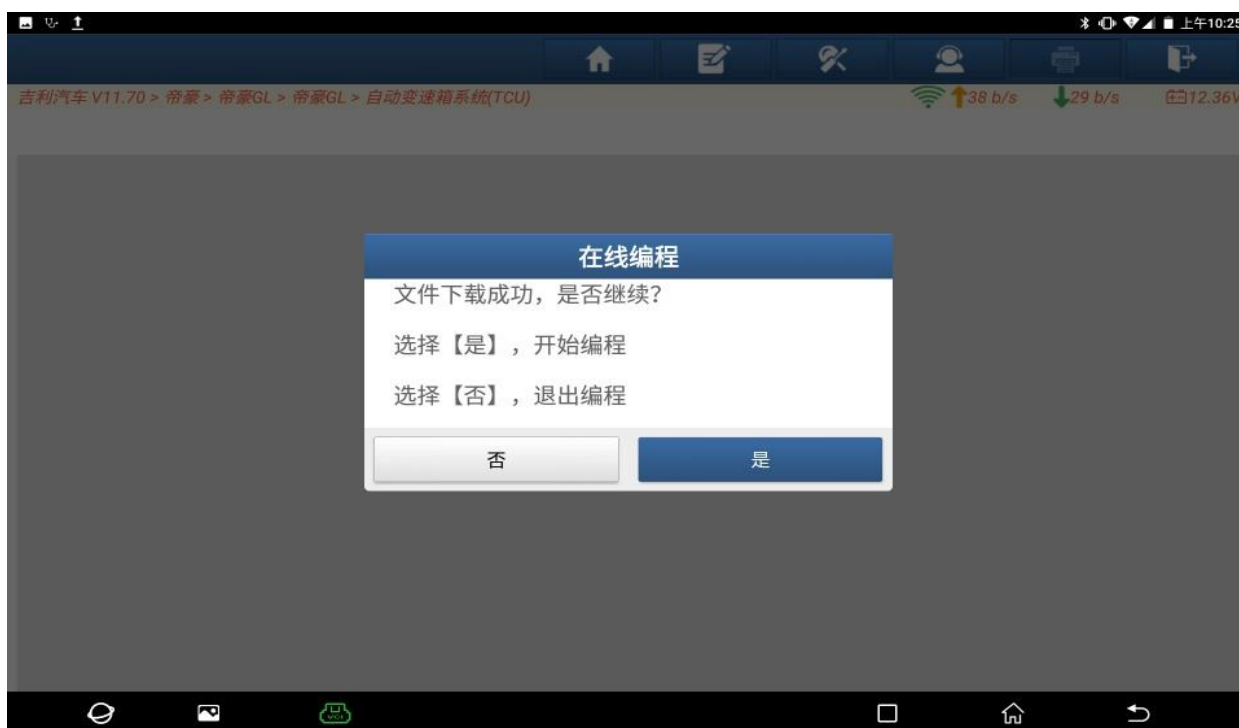 上午10:25
吉利汽车 V11.70 > 帝豪 > 帝豪GL > 帝豪GL > 自动变速箱系统(TCU) 38 b/s 29 b/s 12.36V
在线编程
文件下载成功，是否继续？
选择【是】，开始编程
选择【否】，退出编程
否 是
VCI